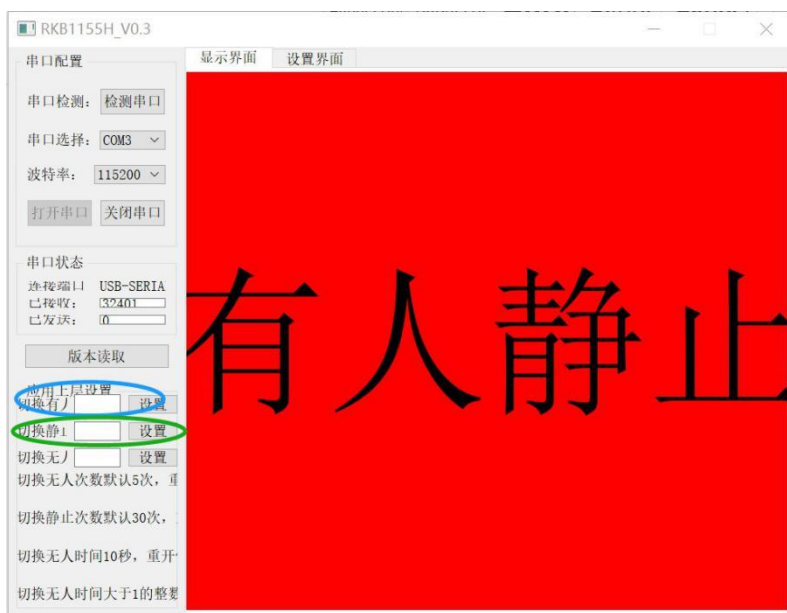 RKB1155H_V0.3
串口配置
显示界面 设置界面
串口检测: 检测串口
串口选择: COM3
波特率: 115200
打开串口 关闭串口
串口状态
连接端口 USB-SERIA
已接收: 32401
已发送: 0
版本读取
应用上层设置
切换有 设置
切换静 设置
切换无 设置
切换无人次数默认5次, 重
切换静止次数默认30次,
切换无人时间10秒, 重开
切换无人时间大于1的整数
有人静止